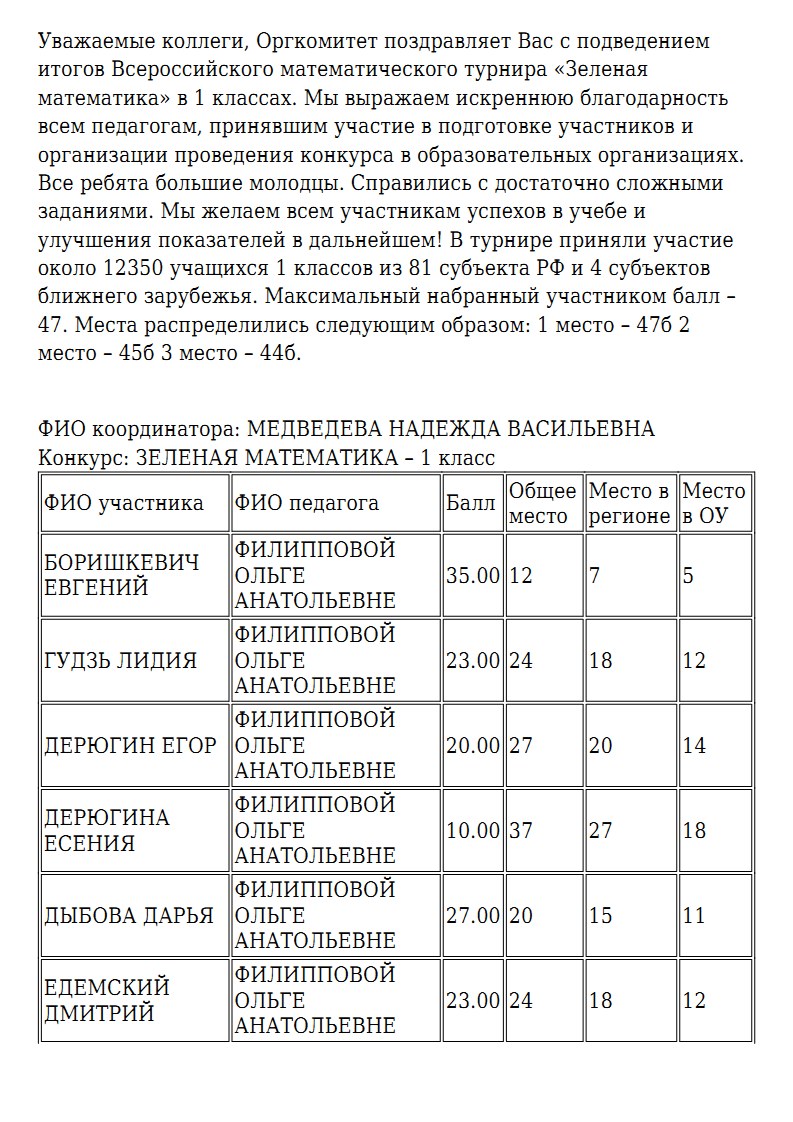 Уважаемые коллеги, Оргкомитет поздравляет Вас с подведением
итогов Всероссийского математического турнира «Зеленая
математика» в 1 классах. Мы выражаем искреннюю благодарность
всем педагогам, принявшим участие в подготовке участников и
организации проведения конкурса в образовательных организациях.
Все ребята большие молодцы. Справились с достаточно сложными
заданиями. Мы желаем всем участникам успехов в учебе и
улучшения показателей в дальнейшем! В турнире приняли участие
около 12350 учащихся 1 классов из 81 субъекта РФ и 4 субъектов
ближнего зарубежья. Максимальный набранный участником балл –
47. Места распределились следующим образом: 1 место – 47б 2
место – 45б 3 место – 44б.
ФИО координатора: МЕДВЕДЕВА НАДЕЖДА ВАСИЛЬЕВНА
Конкурс: ЗЕЛЕНАЯ МАТЕМАТИКА – 1 класс
ФИО участника ФИО педагога Балл Общее место Место в регионе Место в ОУ
БОРИШКЕВИЧ ЕВГЕНИЙ ФИЛИППОВОЙ ОЛЬГЕ АНАТОЛЬЕВНЕ 35.00 12 7 5
ГУДЗЬ ЛИДИЯ ФИЛИППОВОЙ ОЛЬГЕ АНАТОЛЬЕВНЕ 23.00 24 18 12
ДЕРЮГИН ЕГОР ФИЛИППОВОЙ ОЛЬГЕ АНАТОЛЬЕВНЕ 20.00 27 20 14
ДЕРЮГИНА ЕСЕНИЯ ФИЛИППОВОЙ ОЛЬГЕ АНАТОЛЬЕВНЕ 10.00 37 27 18
ДЫБОВА ДАРЬЯ ФИЛИППОВОЙ ОЛЬГЕ АНАТОЛЬЕВНЕ 27.00 20 15 11
ЕДЕМСКИЙ ДМИТРИЙ ФИЛИППОВОЙ ОЛЬГЕ АНАТОЛЬЕВНЕ 23.00 24 18 12